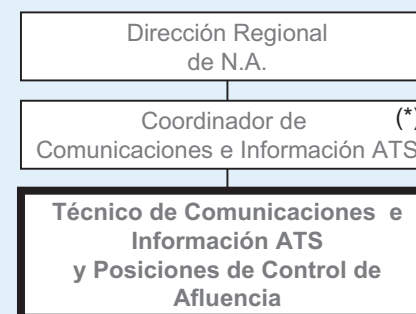 Dirección Regional
de N.A.
Coordinador de (*)
Comunicaciones e Información ATS
Técnico de Comunicaciones e
Información ATS
y Posiciones de Control de
Afluencia